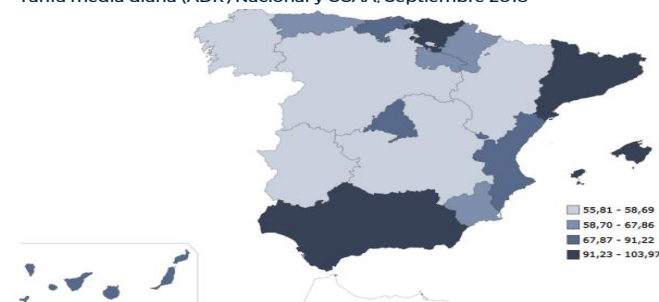 Tarifa media diaria (ADR) Nacional y CCAA, Septiembre 2018
55,81 - 58,69
58,70 - 67,86
67,87 - 91,22
91,23 - 103,97